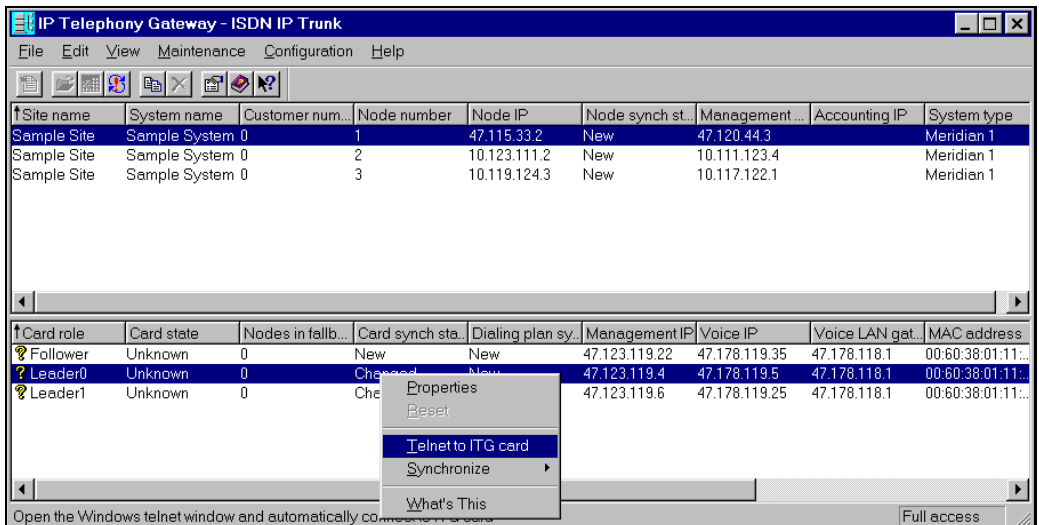 IP Telephony Gateway - ISDN IP Trunk
File Edit View Maintenance Configuration Help
Site name System name Customer num... Node number Node IP Node synch st... Management ... Accounting IP System type
Sample Site Sample System 0 1 47.115.33.2 New 47.120.44.3 Meridian 1
Sample Site Sample System 0 2 10.123.111.2 New 10.111.123.4 Meridian 1
Sample Site Sample System 0 3 10.119.124.3 New 10.117.122.1 Meridian 1
Card role Card state Nodes in fallb... Card synch sta... Dialing plan sy... Management IP Voice IP Voice LAN gat... MAC address
Follower Unknown 0 New New 47.123.119.22 47.178.119.35 47.178.118.1 00:60:38:01:11:...
Leader0 Unknown 0 Changed New 47.123.119.4 47.178.119.5 47.178.118.1 00:60:38:01:11:...
Leader1 Unknown 0 Cha 47.123.119.6 47.178.119.25 47.178.118.1 00:60:38:01:11:...
Properties
Reset
Telnet to ITG card
Synchronize
What's This
Open the Windows telnet window and automatically Full access